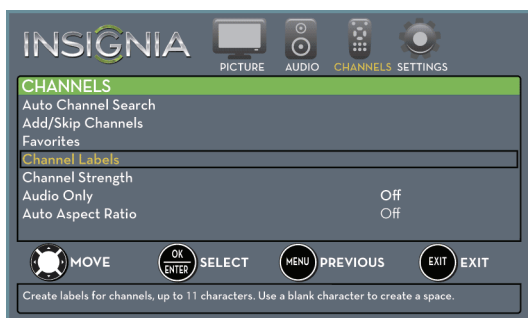 INSIGNIA
PICTURE AUDIO CHANNELS SETTINGS
CHANNELS
Auto Channel Search
Add/Skip Channels
Favorites
Channel Labels
Channel Strength
Audio Only Off
Auto Aspect Ratio Off
MOVE OK ENTER SELECT MENU PREVIOUS EXIT EXIT
Create labels for channels, up to 11 characters. Use a blank character to create a space.